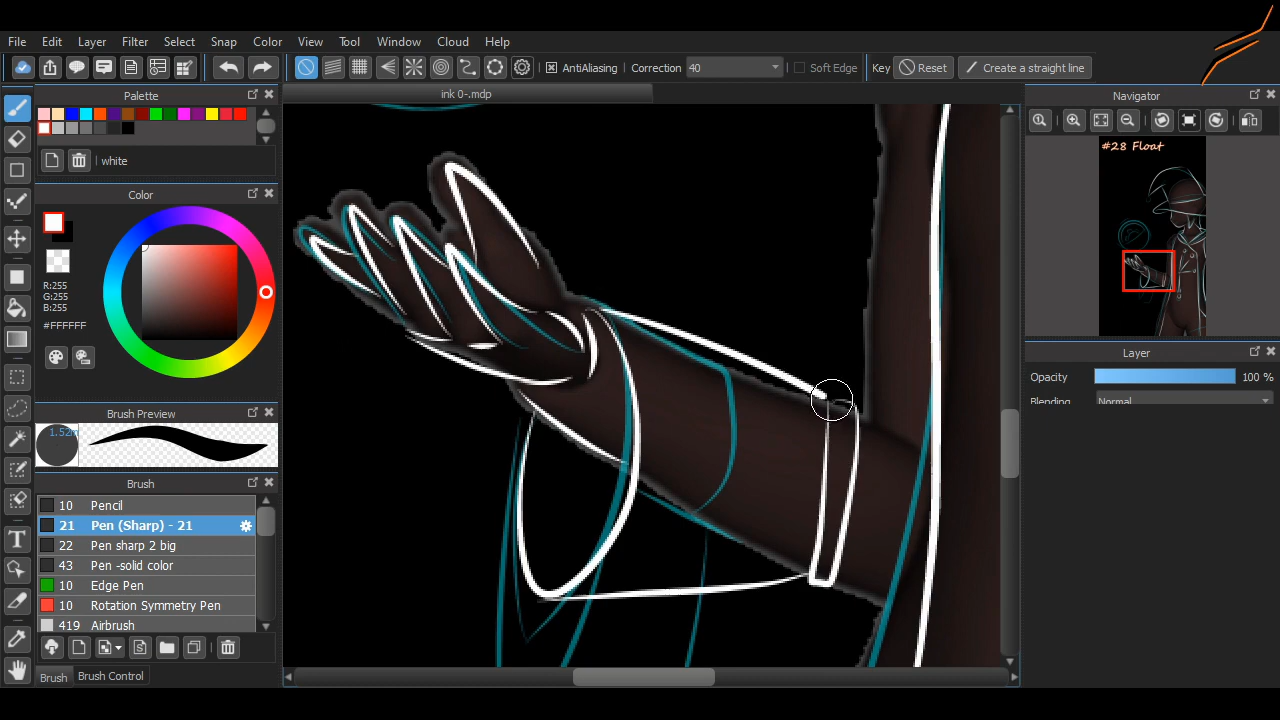 File Edit Layer Filter Select Snap Color View Tool Window Cloud Help
AntiAliasing Correction 40 Soft Edge Key Reset Create a straight line
Palette
ink 0-.mdp
Navigator
#28 Float
white
Color
R:255
G:255
B:255
#FFFFFF
Layer
Opacity 100 %
Blending Normal
Brush Preview
Brush
10 Pencil
21 Pen (Sharp) - 21
22 Pen sharp 2 big
43 Pen -solid color
10 Edge Pen
10 Rotation Symmetry Pen
419 Airbrush
Brush Brush Control